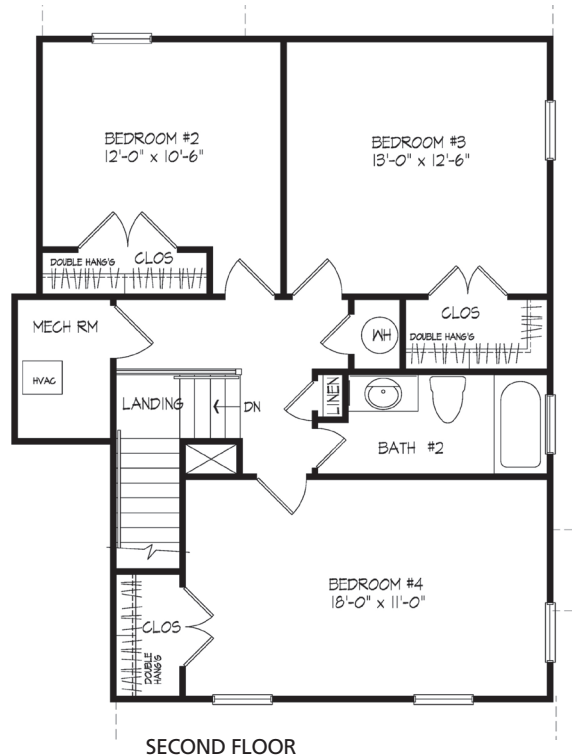 BEDROOM #2
12'-0" x 10'-6"
BEDROOM #3
13'-0" x 12'-6"
DOUBLE HANG'S
CLOS
MECH RM
HVAC
WH
CLOS
DOUBLE HANG'S
LANDING
DN
LINEN
BATH #2
BEDROOM #4
18'-0" x 11'-0"
CLOS
DOUBLE
HANG'S
SECOND FLOOR